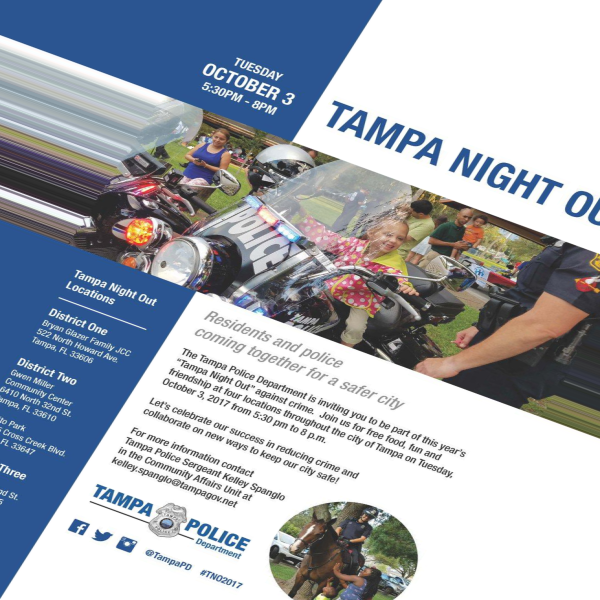 TUESDAY
OCTOBER 3
5:30PM - 8PM
TAMPA NIGHT OU
POLICE
TAMPA
Tampa Night Out
Locations
District One
Bryan Glazer Family JCC
522 North Howard Ave.
Tampa, FL 33606
District Two
Gwen Miller
Community Center
6410 North 32nd St.
ampa, FL 33610
Park
Cross Creek Blvd.
FL 33647
Three
nd St.
Residents and police
coming together for a safer city
The Tampa Police Department is inviting you to be part of this year's
"Tampa Night Out" against crime. Join us for free food, fun and
friendship at four locations throughout the city of Tampa on Tuesday,
October 3, 2017 from 5:30 pm to 8 p.m.
Let's celebrate our success in reducing crime and
collaborate on new ways to keep our city safe!
For more information contact
Tampa Police Sergeant Kelley Spanglo
in the Community Affairs Unit at
kelley.spanglo@tampagov.net
TAMPA POLICE
Department
@TampaPD #TNO2017